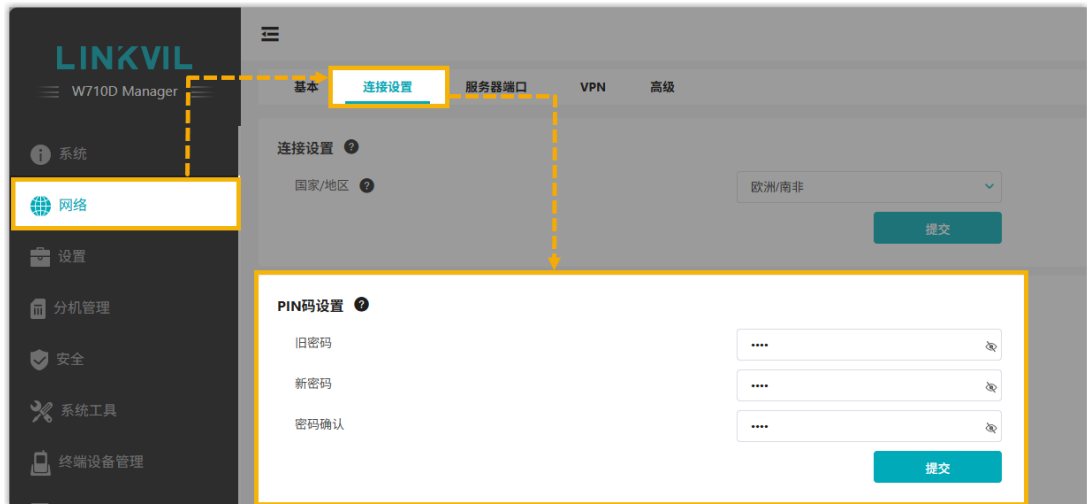 LINKVIL
W710D Manager
系统
网络
设置
分机管理
安全
系统工具
终端设备管理
基本 连接设置 服务器端口 VPN 高级
连接设置 ?
国家/地区 ? 欧洲/南非
提交
PIN码设置 ?
旧密码 ••••
新密码 ••••
密码确认 ••••
提交